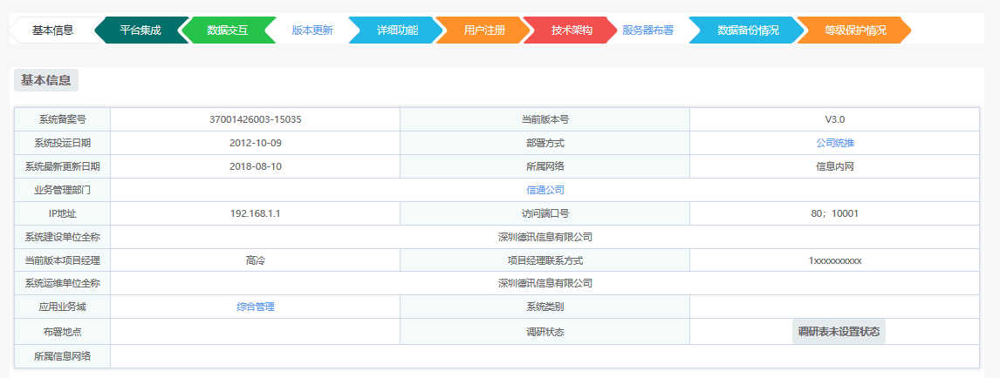 基本信息 平台集成 数据交互 版本更新 详细功能 用户注册 技术架构 服务器布署 数据备份情况 等级保护情况
基本信息
系统备案号 37001426003-15035 当前版本号 V3.0
系统投运日期 2012-10-09 部署方式 公司统推
系统最新更新日期 2018-08-10 所属网络 信息内网
业务管理部门 信通公司
IP地址 192.168.1.1 访问端口号 80；10001
系统建设单位全称 深圳德讯信息有限公司
当前版本项目经理 高冷 项目经理联系方式 1xxxxxxxxxx
系统运维单位全称 深圳德讯信息有限公司
应用业务域 综合管理 系统类别
布署地点 调研状态 调研表未设置状态
所属信息网络